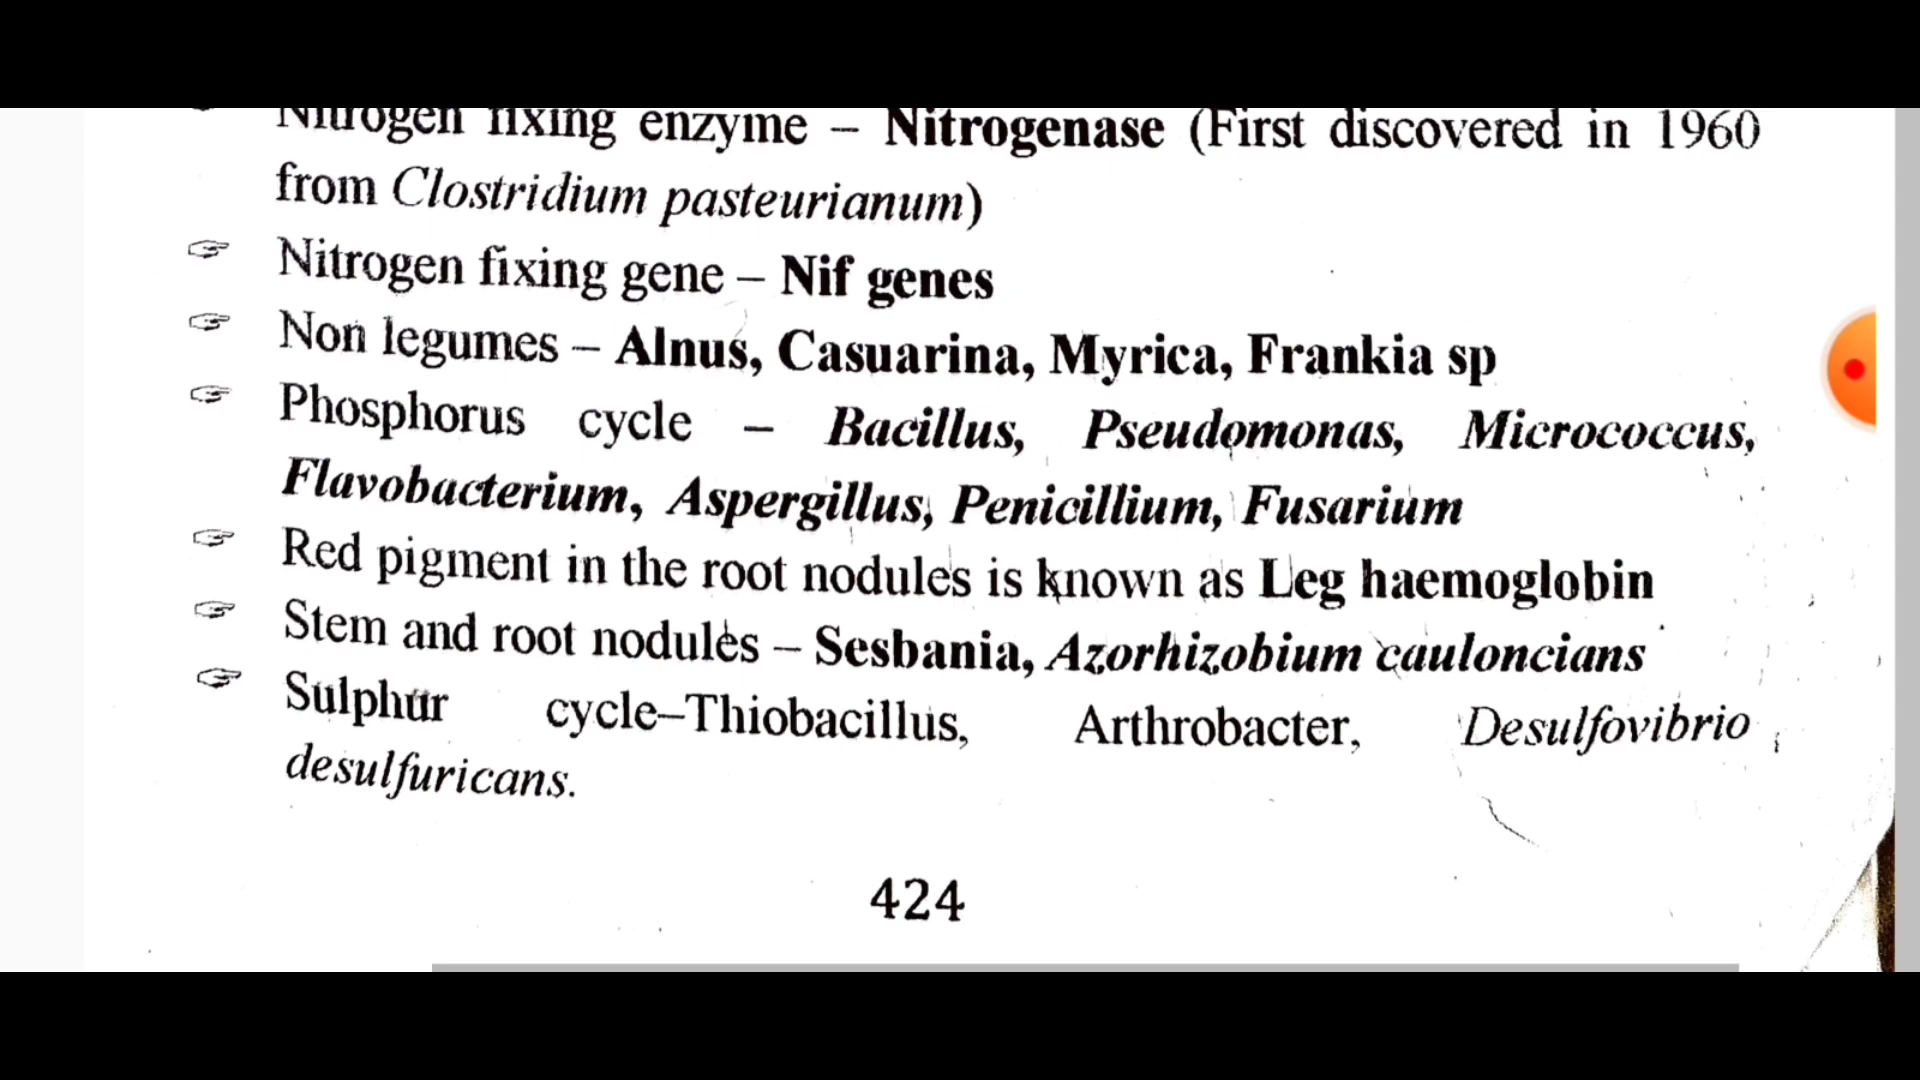 Nitrogen fixing enzyme – Nitrogenase (First discovered in 1960
from Clostridium pasteurianum)
☞ Nitrogen fixing gene – Nif genes
☞ Non legumes – Alnus, Casuarina, Myrica, Frankia sp
☞ Phosphorus cycle – Bacillus, Pseudomonas, Micrococcus,
Flavobacterium, Aspergillus, Penicillium, Fusarium
☞ Red pigment in the root nodules is known as Leg haemoglobin
☞ Stem and root nodules – Sesbania, Azorhizobium cauloncians
☞ Sulphur cycle–Thiobacillus, Arthrobacter, Desulfovibrio
desulfuricans.
424